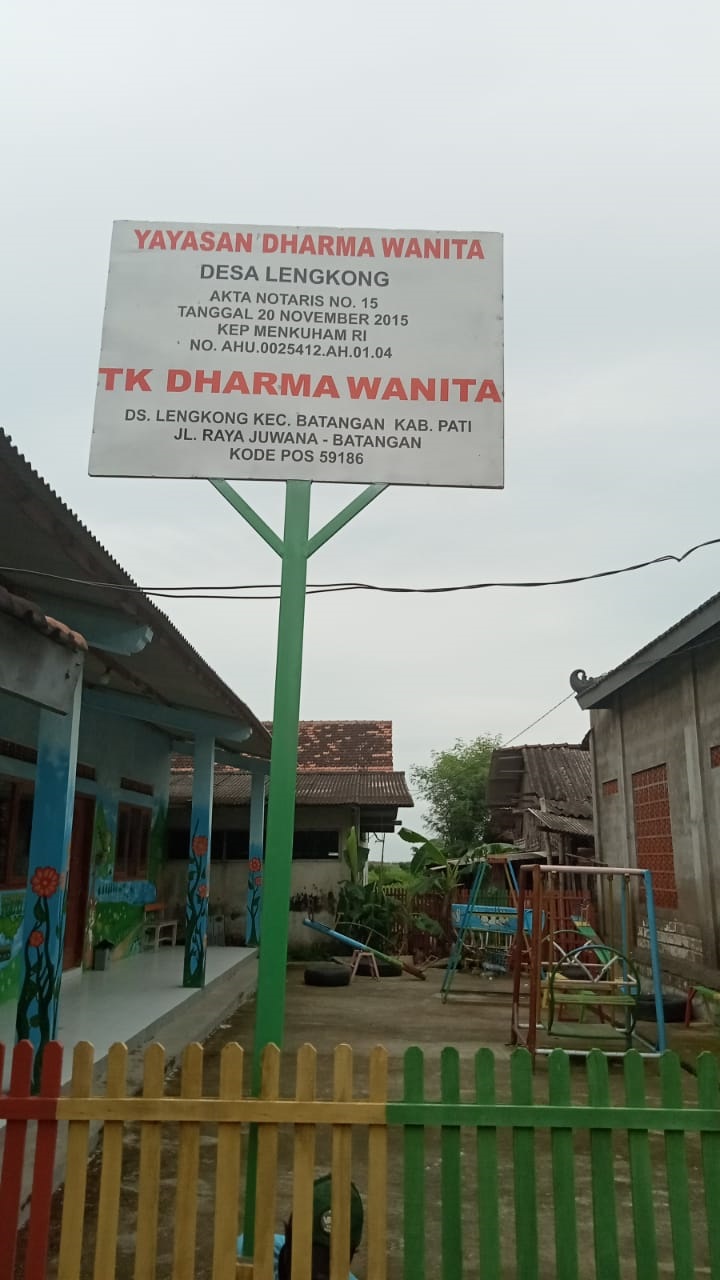 YAYASAN DHARMA WANITA
DESA LENGKONG
AKTA NOTARIS NO. 15
TANGGAL 20 NOVEMBER 2015
KEP MENKUHAM RI
NO. AHU.0025412.AH.01.04
TK DHARMA WANITA
DS. LENGKONG KEC. BATANGAN KAB. PATI
JL. RAYA JUWANA - BATANGAN
KODE POS 59186